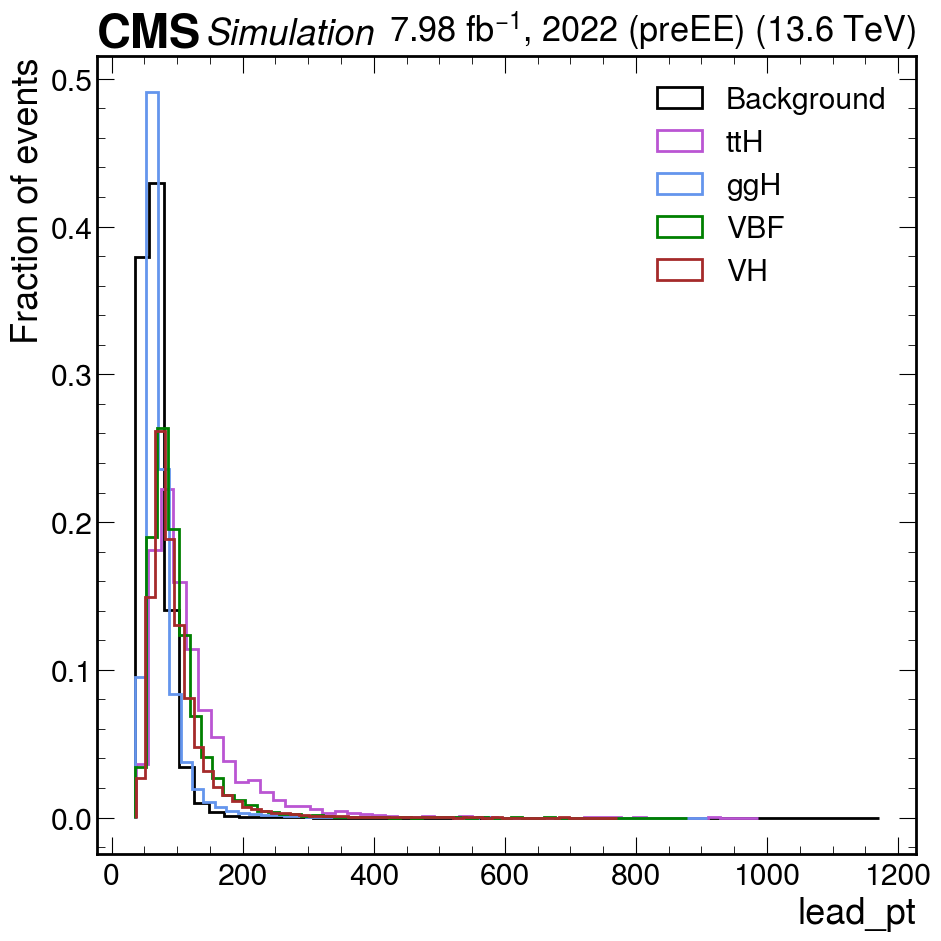 CMS Simulation 7.98 fb⁻¹, 2022 (preEE) (13.6 TeV)
Fraction of events
0.5
0.4
0.3
0.2
0.1
0.0
Background
ttH
ggH
VBF
VH
0 200 400 600 800 1000 1200
lead_pt